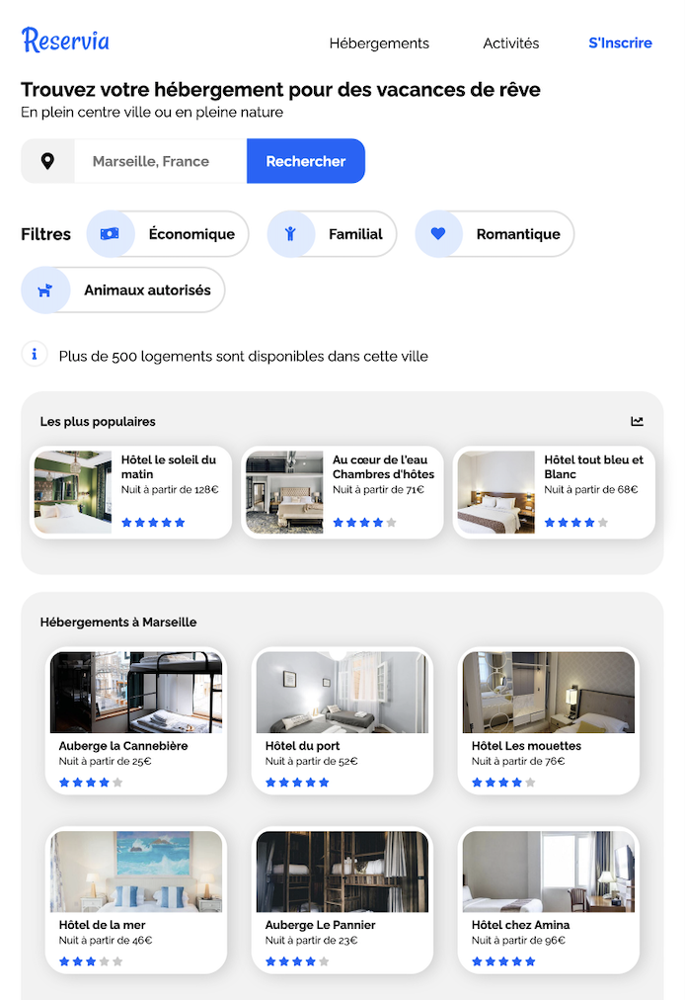 Reservia
Hébergements
Activités
S'Inscrire
Trouvez votre hébergement pour des vacances de rêve
En plein centre ville ou en pleine nature
Marseille, France
Rechercher
Filtres
Économique
Familial
Romantique
Animaux autorisés
Plus de 500 logements sont disponibles dans cette ville
Les plus populaires
Hôtel le soleil du
matin
Nuit à partir de 128€
Au cœur de l'eau
Chambres d'hôtes
Nuit à partir de 71€
Hôtel tout bleu et
Blanc
Nuit à partir de 68€
Hébergements à Marseille
Auberge la Cannebière
Nuit à partir de 25€
Hôtel du port
Nuit à partir de 52€
Hôtel Les mouettes
Nuit à partir de 76€
Hôtel de la mer
Nuit à partir de 46€
Auberge Le Pannier
Nuit à partir de 23€
Hôtel chez Amina
Nuit à partir de 96€